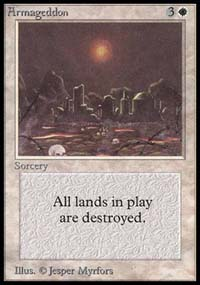 Armageddon 3
Sorcery
All lands in play
are destroyed.
Illus. © Jesper Myrfors